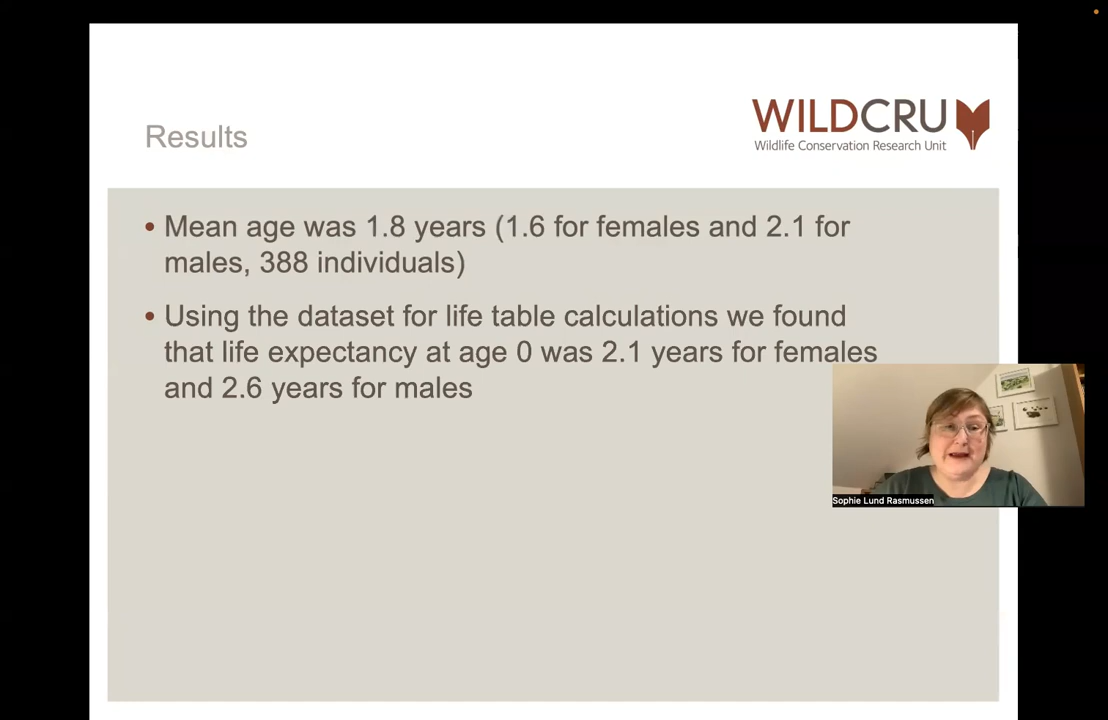 WILDCRU
Wildlife Conservation Research Unit
Results
• Mean age was 1.8 years (1.6 for females and 2.1 for
males, 388 individuals)
• Using the dataset for life table calculations we found
that life expectancy at age 0 was 2.1 years for females
and 2.6 years for males
Sophie Lund Rasmussen